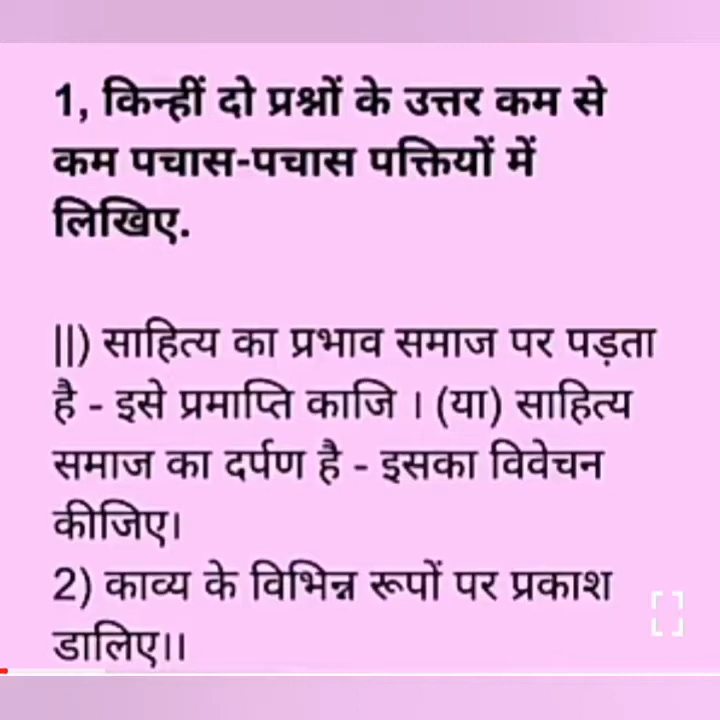 1, किन्हीं दो प्रश्नों के उत्तर कम से
कम पचास-पचास पक्तियों में
लिखिए.
||) साहित्य का प्रभाव समाज पर पड़ता
है - इसे प्रमाप्ति काजि । (या) साहित्य
समाज का दर्पण है - इसका विवेचन
कीजिए।
2) काव्य के विभिन्न रूपों पर प्रकाश
डालिए।।